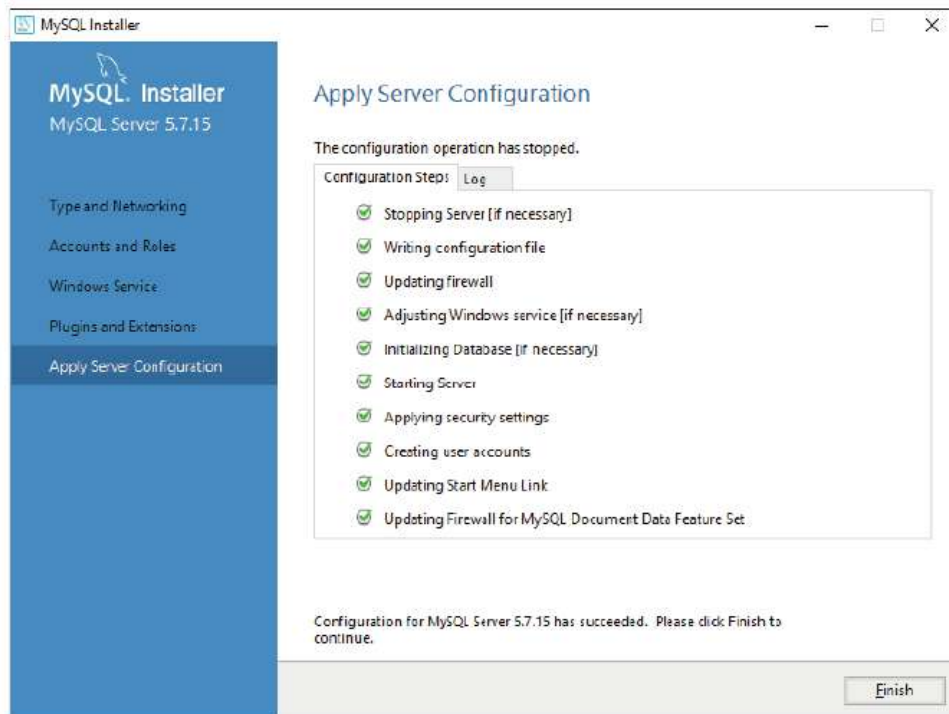 MySQL Installer
MySQL. Installer
MySQL Server 5.7.15
Type and Networking
Accounts and Roles
Windows Service
Plugins and Extensions
Apply Server Configuration
Apply Server Configuration
The configuration operation has stopped.
Configuration Steps Log
Stopping Server [if necessary]
Writing configuration file
Updating firewall
Adjusting Windows service [if necessary]
Initializing Database [if necessary]
Starting Server
Applying security settings
Creating user accounts
Updating Start Menu Link
Updating Firewall for MySQL Document Data Feature Set
Configuration for MySQL Server 5.7.15 has succeeded. Please click Finish to
continue.
Finish